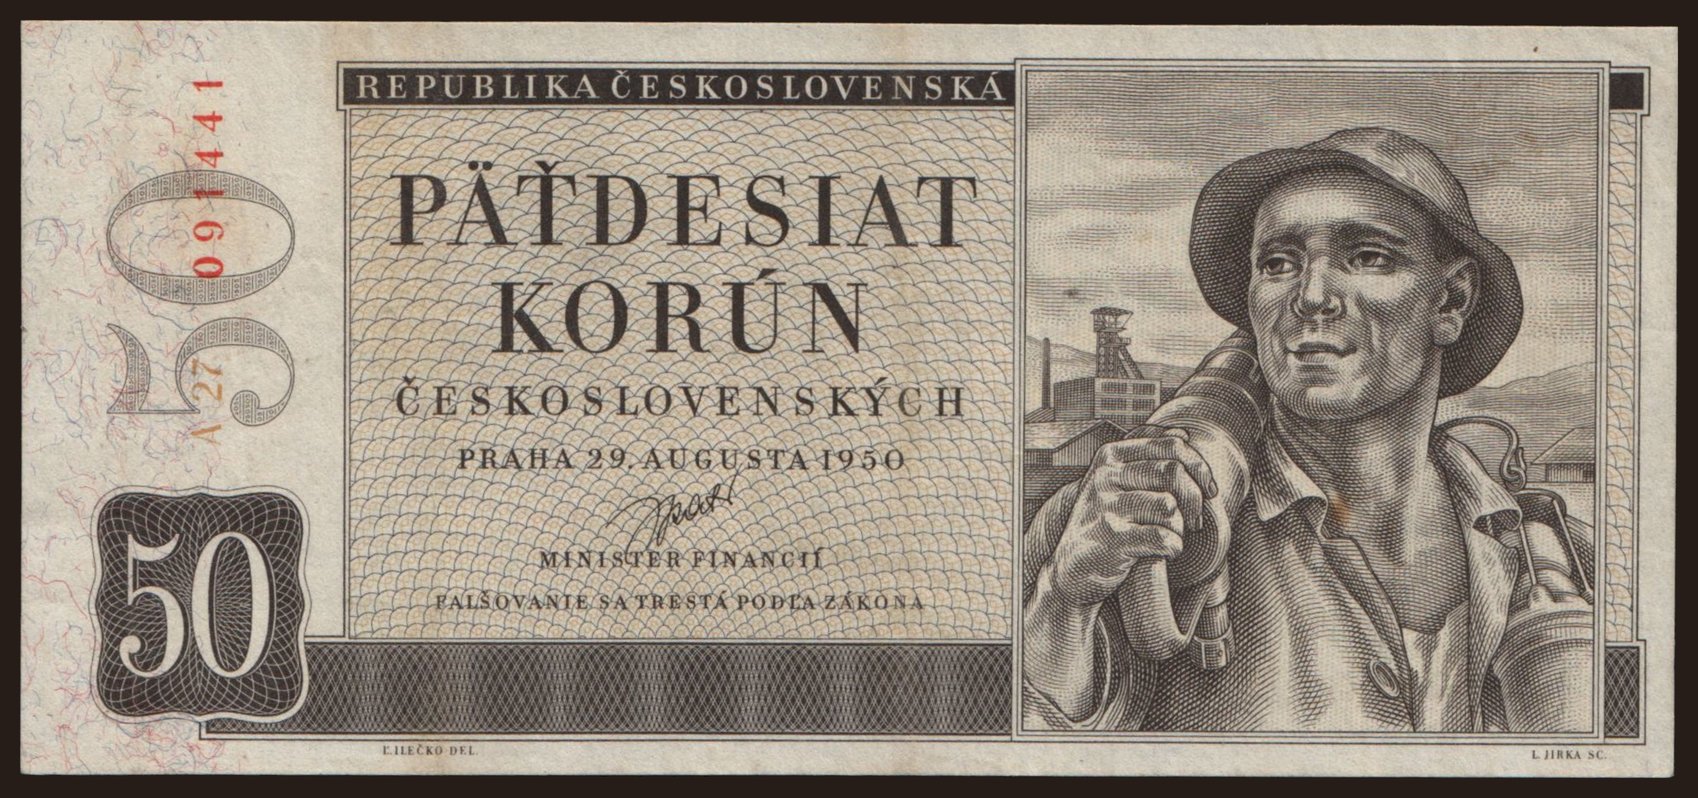 REPUBLIKA ČESKOSLOVENSKÁ
PÄŤDESIAT
KORÚN
ČESKOSLOVENSKÝCH
PRAHA 29. AUGUSTA 1950
MINISTER FINANCIÍ
FALŠOVANIE SA TRESTÁ PODĽA ZÁKONA
50
A 27
091441
50
Ľ. ILEČKO DEL.
L. JIRKA SC.